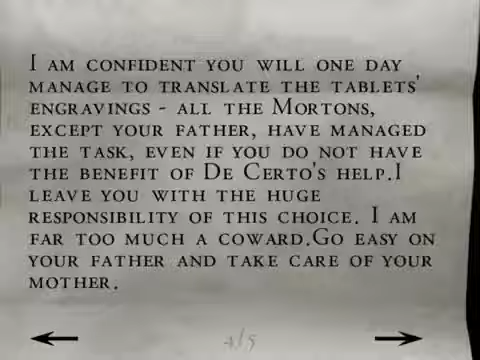 I am confident you will one day
manage to translate the tablets'
engravings - all the Mortons,
except your father, have managed
the task, even if you do not have
the benefit of De Certo's help.I
leave you with the huge
responsibility of this choice. I am
far too much a coward.Go easy on
your father and take care of your
mother.
4/5